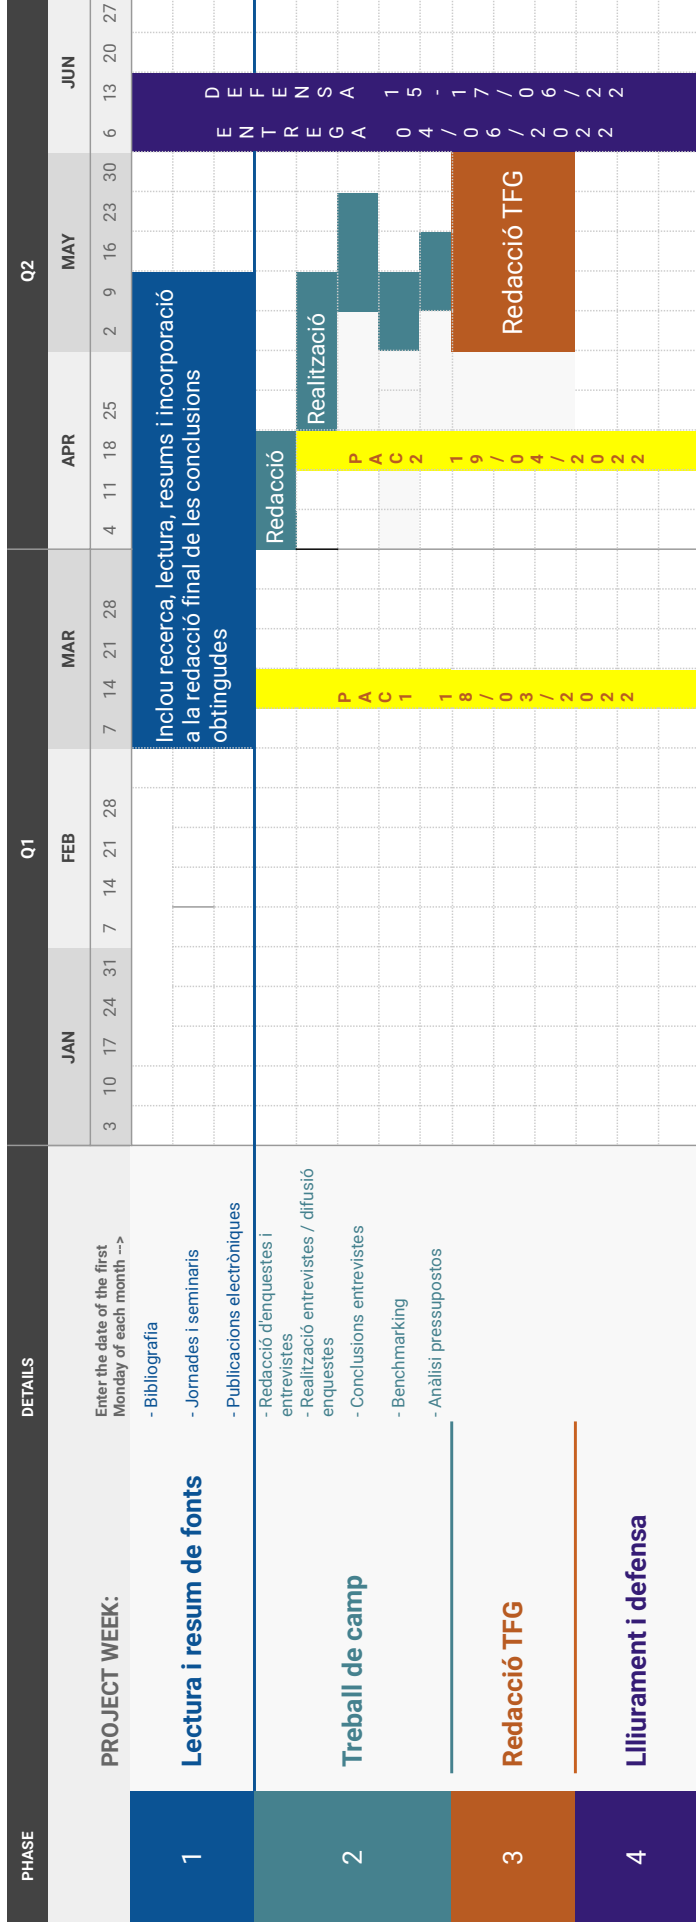 PHASE DETAILS Q1 Q2
PROJECT WEEK:
Enter the date of the first
Monday of each month -->
JAN FEB MAR APR MAY JUN
3 10 17 24 31 7 14 21 28 7 14 21 28 4 11 18 25 2 9 16 23 30 6 13 20 27
1
Lectura i resum de fonts
- Bibliografia
- Jornades i seminaris
- Publicacions electròniques
Inclou recerca, lectura, resums i incorporació
a la redacció final de les conclusions
obtingudes
2
Treball de camp
- Redacció d'enquestes i
entrevistes
- Realització entrevistes / difusió
enquestes
- Conclusions entrevistes
- Benchmarking
- Anàlisi pressupostos
Redacció
Realització
PAC1 18/03/2022
PAC2 19/04/2022
3
Redacció TFG
Redacció TFG
4
Llliurament i defensa
ENTREGA 04/06/2022
DEFENSA 15-17/06/22